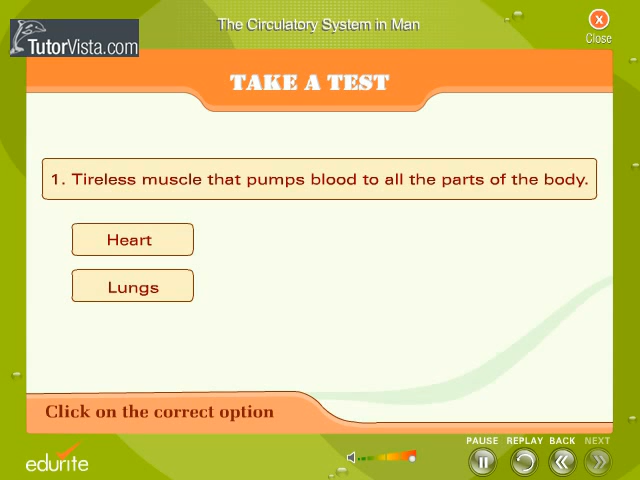 The Circulatory System in Man
X
Close
TutorVista.com
TAKE A TEST
1. Tireless muscle that pumps blood to all the parts of the body.
Heart
Lungs
Click on the correct option
PAUSE REPLAY BACK NEXT
edurite